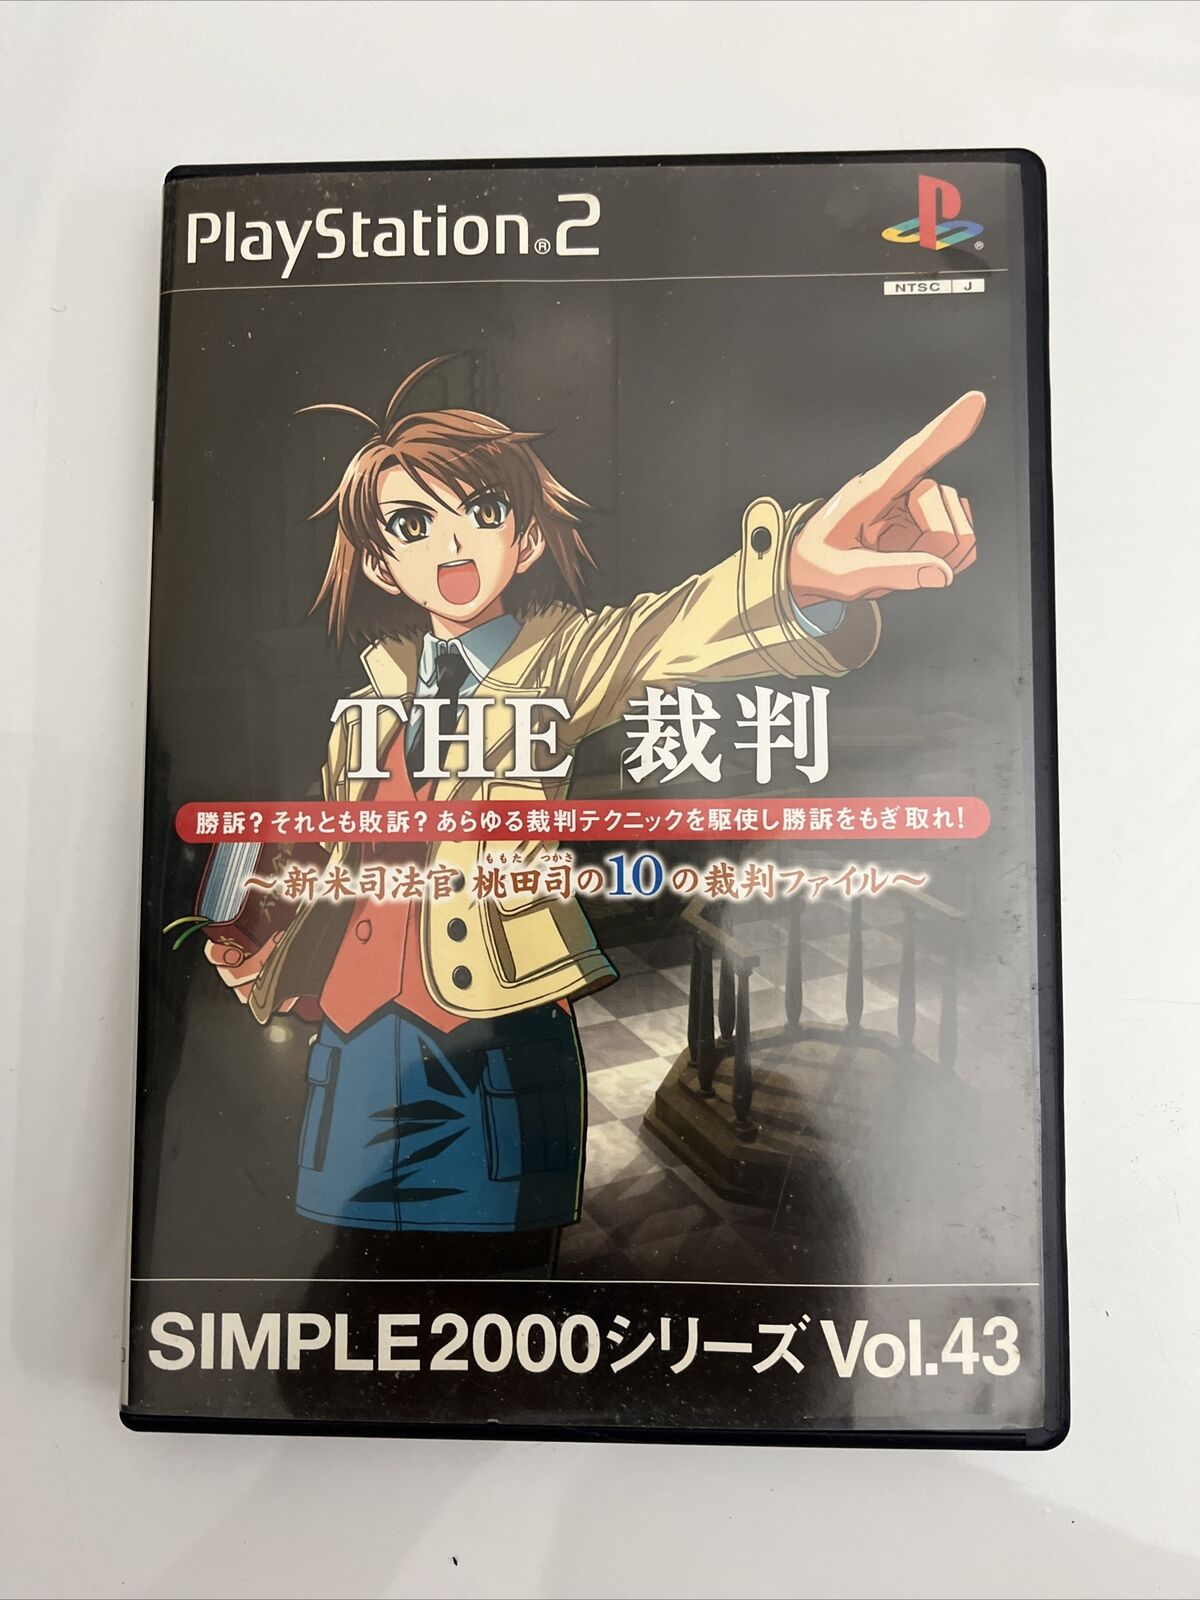 PlayStation®2
NTSC J
THE 裁判
勝訴？それとも敗訴？あらゆる裁判テクニックを駆使し勝訴をもぎ取れ！
ももた つかさ
～新米司法官 桃田司の10の裁判ファイル～
SIMPLE2000シリーズ Vol.43